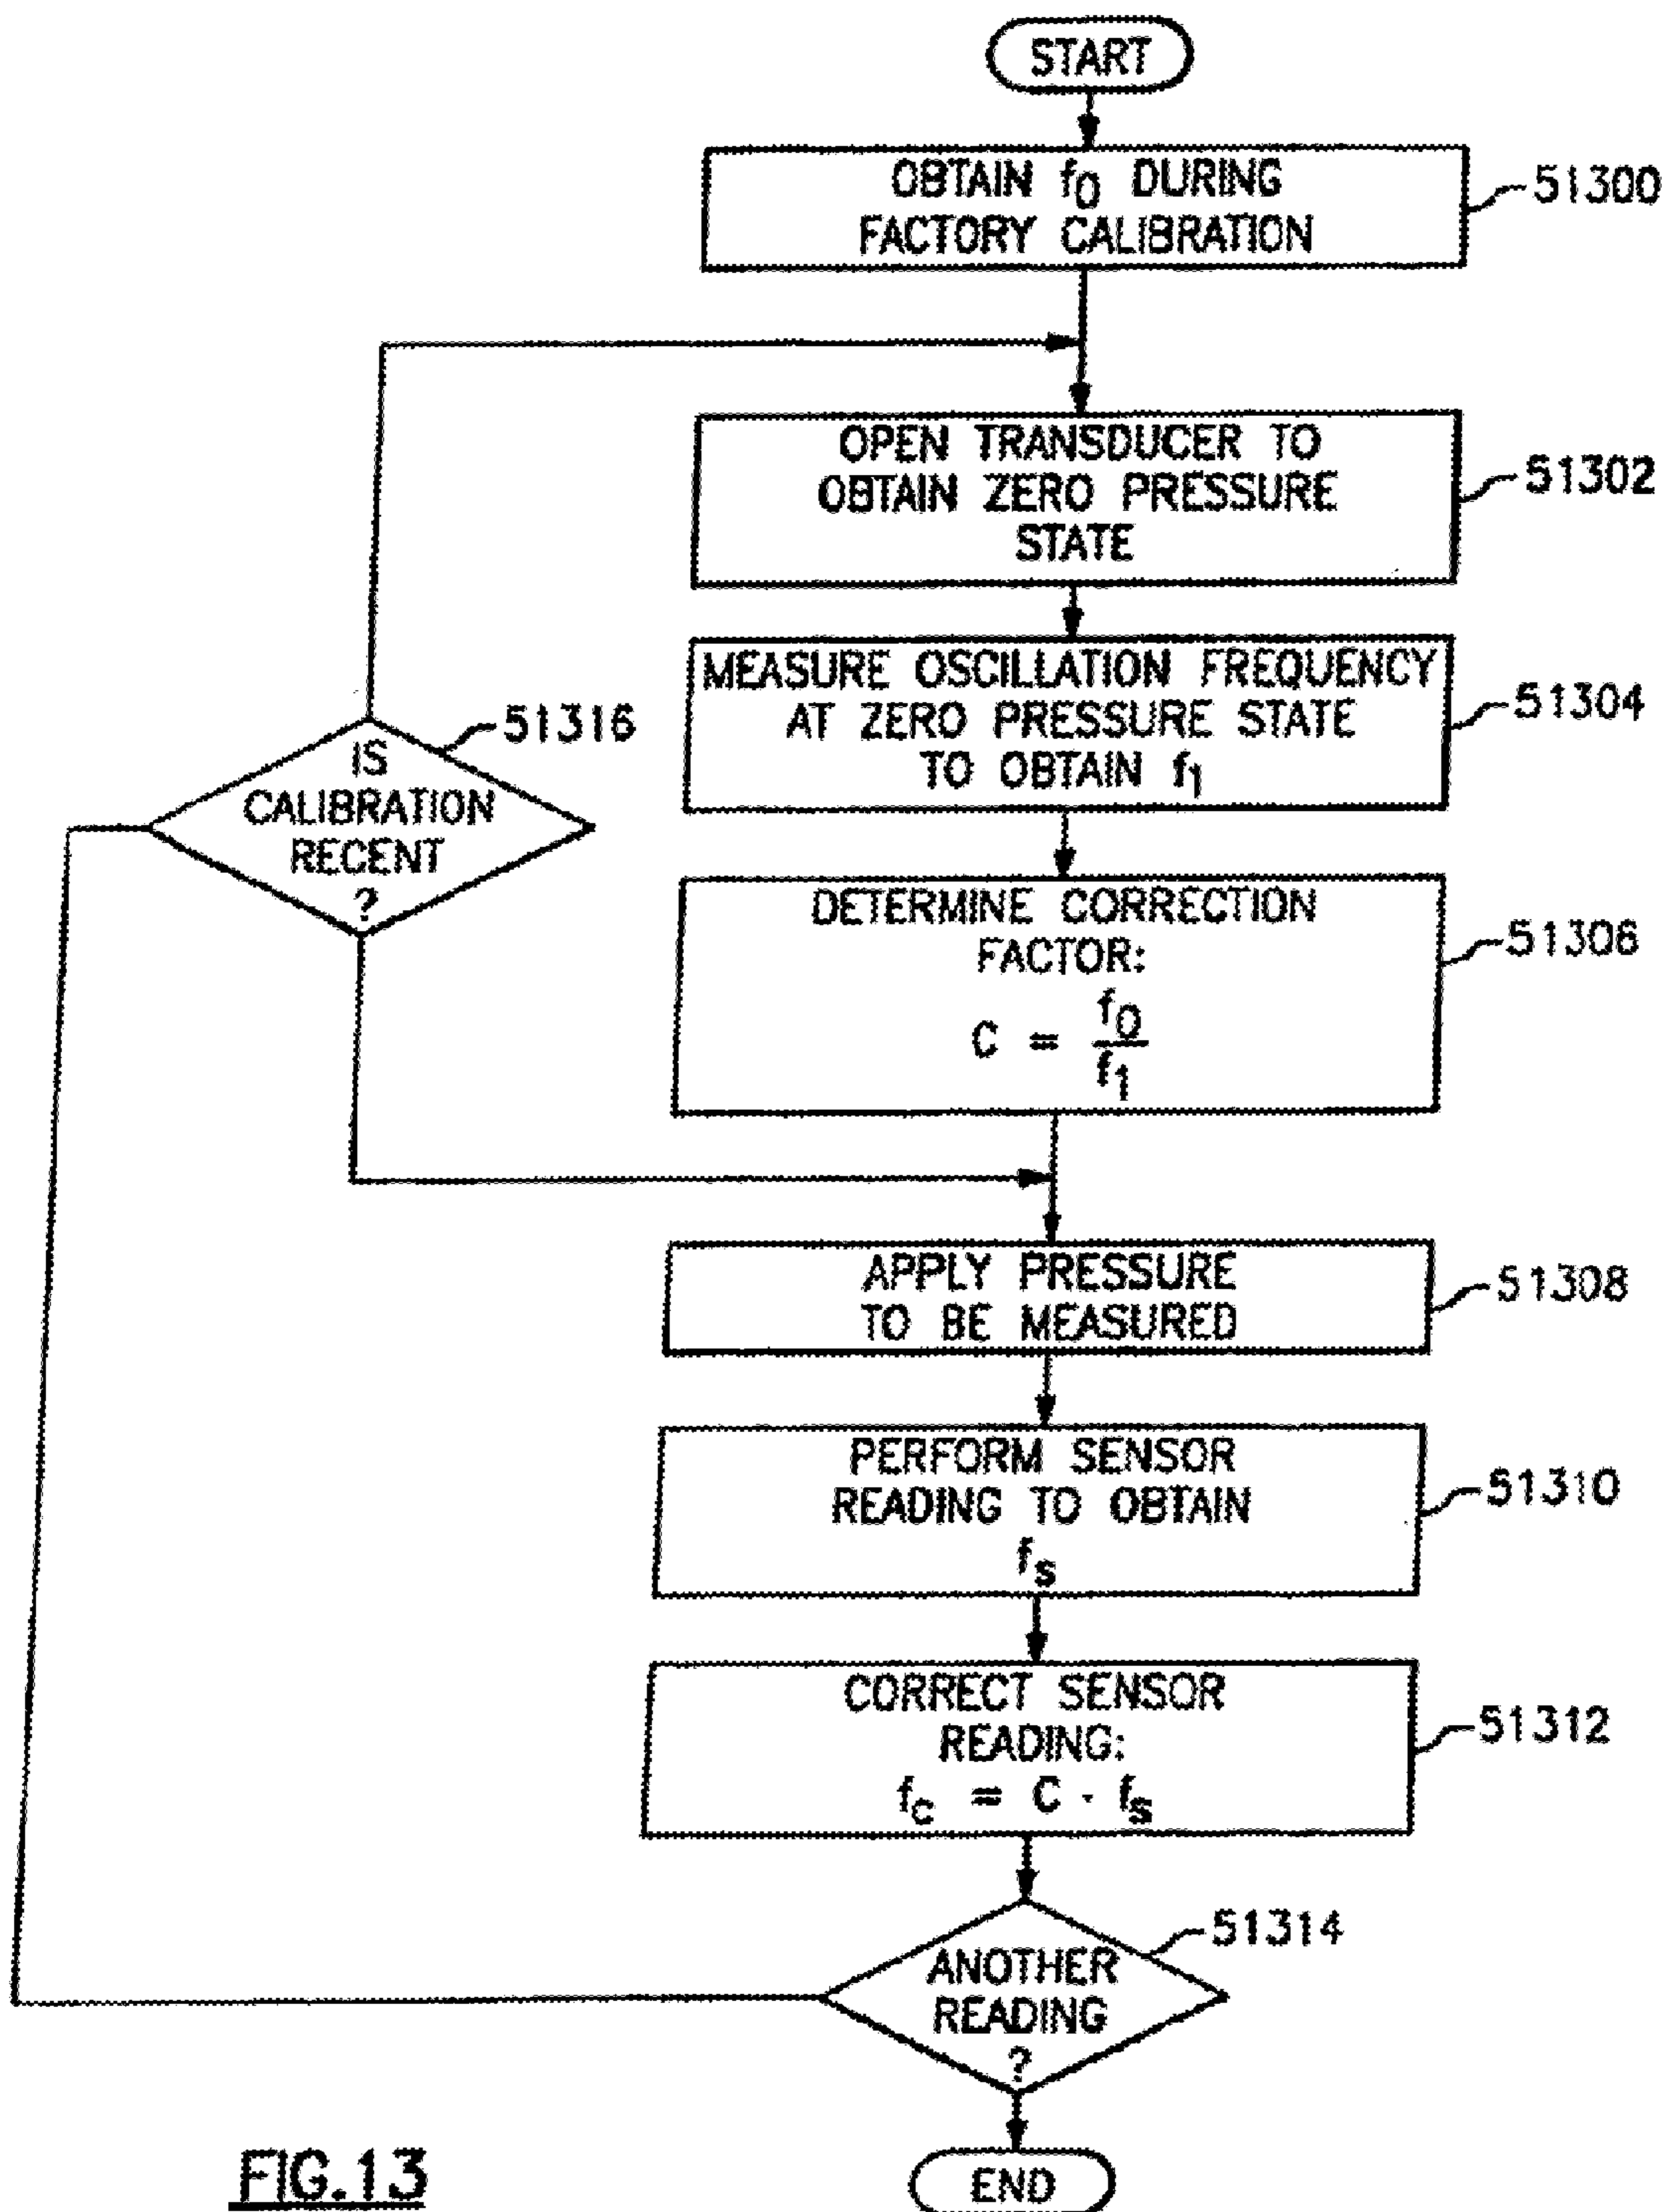 START
OBTAIN f0 DURING
FACTORY CALIBRATION
51300
OPEN TRANSDUCER TO
OBTAIN ZERO PRESSURE
STATE
51302
MEASURE OSCILLATION FREQUENCY
AT ZERO PRESSURE STATE
TO OBTAIN f1
51304
51316
IS
CALIBRATION
RECENT
?
DETERMINE CORRECTION
FACTOR:
C = f0/f1
51306
APPLY PRESSURE
TO BE MEASURED
51308
PERFORM SENSOR
READING TO OBTAIN
fs
51310
CORRECT SENSOR
READING:
fc = C · fs
51312
ANOTHER
READING
?
51314
END
FIG.13